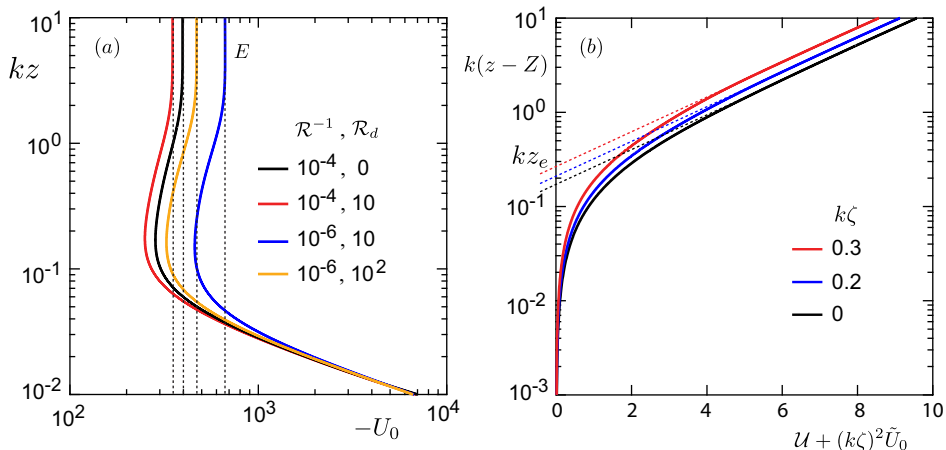 (a)
E
kz
10^1
10^0
10^-1
10^-2
ℛ^-1 , ℛ_d
10^-4 , 0
10^-4 , 10
10^-6 , 10
10^-6 , 10^2
10^2
10^3
10^4
−U_0
(b)
k(z − Z)
kz_e
10^1
10^0
10^-1
10^-2
10^-3
kζ
0.3
0.2
0
0
2
4
6
8
10
𝒰 + (kζ)^2 Ũ_0